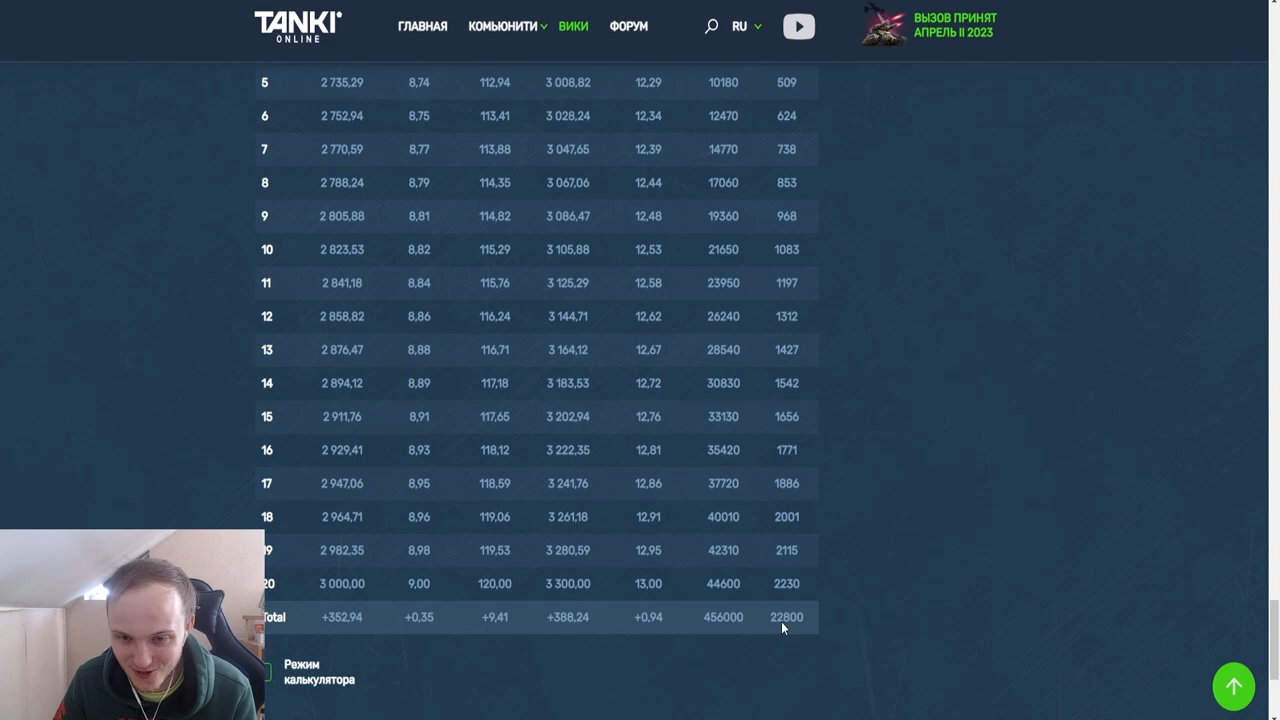 TANKI
ONLINE
ГЛАВНАЯ КОМЬЮНИТИ ВИКИ ФОРУМ RU
ВЫЗОВ ПРИНЯТ
АПРЕЛЬ II 2023
5 2 735,29 8,74 112,94 3 008,82 12,29 10180 509
6 2 752,94 8,75 113,41 3 028,24 12,34 12470 624
7 2 770,59 8,77 113,88 3 047,65 12,39 14770 738
8 2 788,24 8,79 114,35 3 067,06 12,44 17060 853
9 2 805,88 8,81 114,82 3 086,47 12,48 19360 968
10 2 823,53 8,82 115,29 3 105,88 12,53 21650 1083
11 2 841,18 8,84 115,76 3 125,29 12,58 23950 1197
12 2 858,82 8,86 116,24 3 144,71 12,62 26240 1312
13 2 876,47 8,88 116,71 3 164,12 12,67 28540 1427
14 2 894,12 8,89 117,18 3 183,53 12,72 30830 1542
15 2 911,76 8,91 117,65 3 202,94 12,76 33130 1656
16 2 929,41 8,93 118,12 3 222,35 12,81 35420 1771
17 2 947,06 8,95 118,59 3 241,76 12,86 37720 1886
18 2 964,71 8,96 119,06 3 261,18 12,91 40010 2001
19 2 982,35 8,98 119,53 3 280,59 12,95 42310 2115
20 3 000,00 9,00 120,00 3 300,00 13,00 44600 2230
Total +352,94 +0,35 +9,41 +388,24 +0,94 456000 22800
Режим
калькулятора